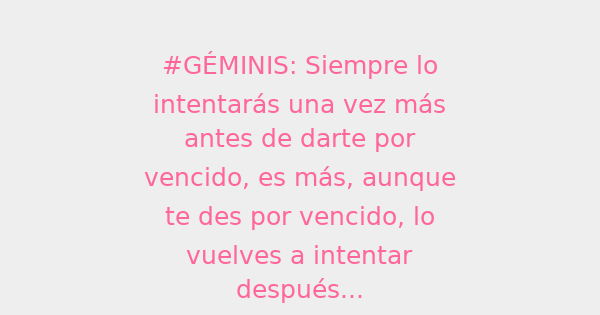 #GÉMINIS: Siempre lo
intentarás una vez más
antes de darte por
vencido, es más, aunque
te des por vencido, lo
vuelves a intentar
después...